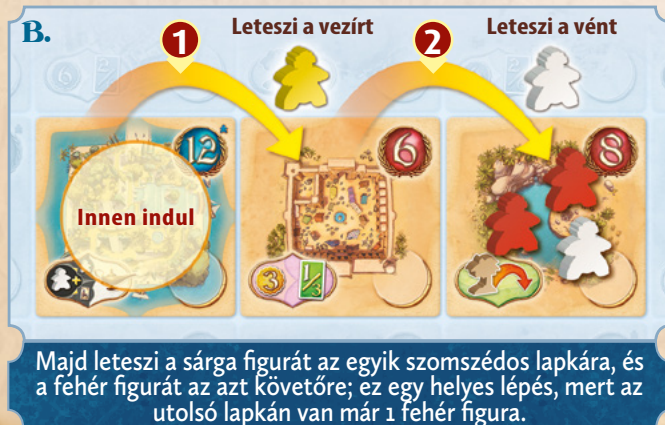 B.
1
Leteszi a vezírt
2
Leteszi a vént
12
6
8
Innen indul
3
1/3
Majd leteszi a sárga figurát az egyik szomszédos lapkára, és
a fehér figurát az azt követőre; ez egy helyes lépés, mert az
utolsó lapkán van már 1 fehér figura.